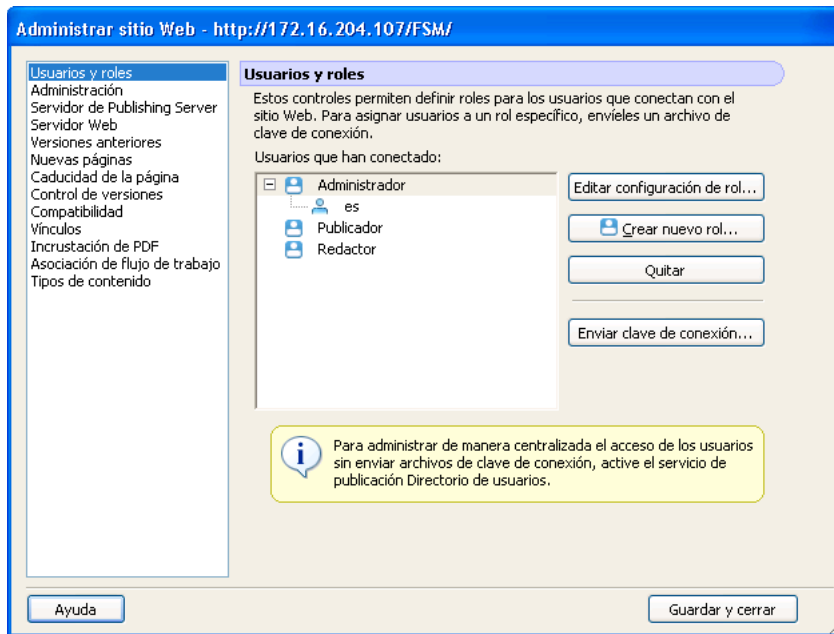 Administrar sitio Web - http://172.16.204.107/FSM/
Usuarios y roles
Administración
Servidor de Publishing Server
Servidor Web
Versiones anteriores
Nuevas páginas
Caducidad de la página
Control de versiones
Compatibilidad
Vínculos
Incrustación de PDF
Asociación de flujo de trabajo
Tipos de contenido
Usuarios y roles
Estos controles permiten definir roles para los usuarios que conectan con el
sitio Web. Para asignar usuarios a un rol específico, envíeles un archivo de
clave de conexión.
Usuarios que han conectado:
Administrador
es
Publicador
Redactor
Editar configuración de rol...
Crear nuevo rol...
Quitar
Enviar clave de conexión...
Para administrar de manera centralizada el acceso de los usuarios
sin enviar archivos de clave de conexión, active el servicio de
publicación Directorio de usuarios.
Ayuda
Guardar y cerrar